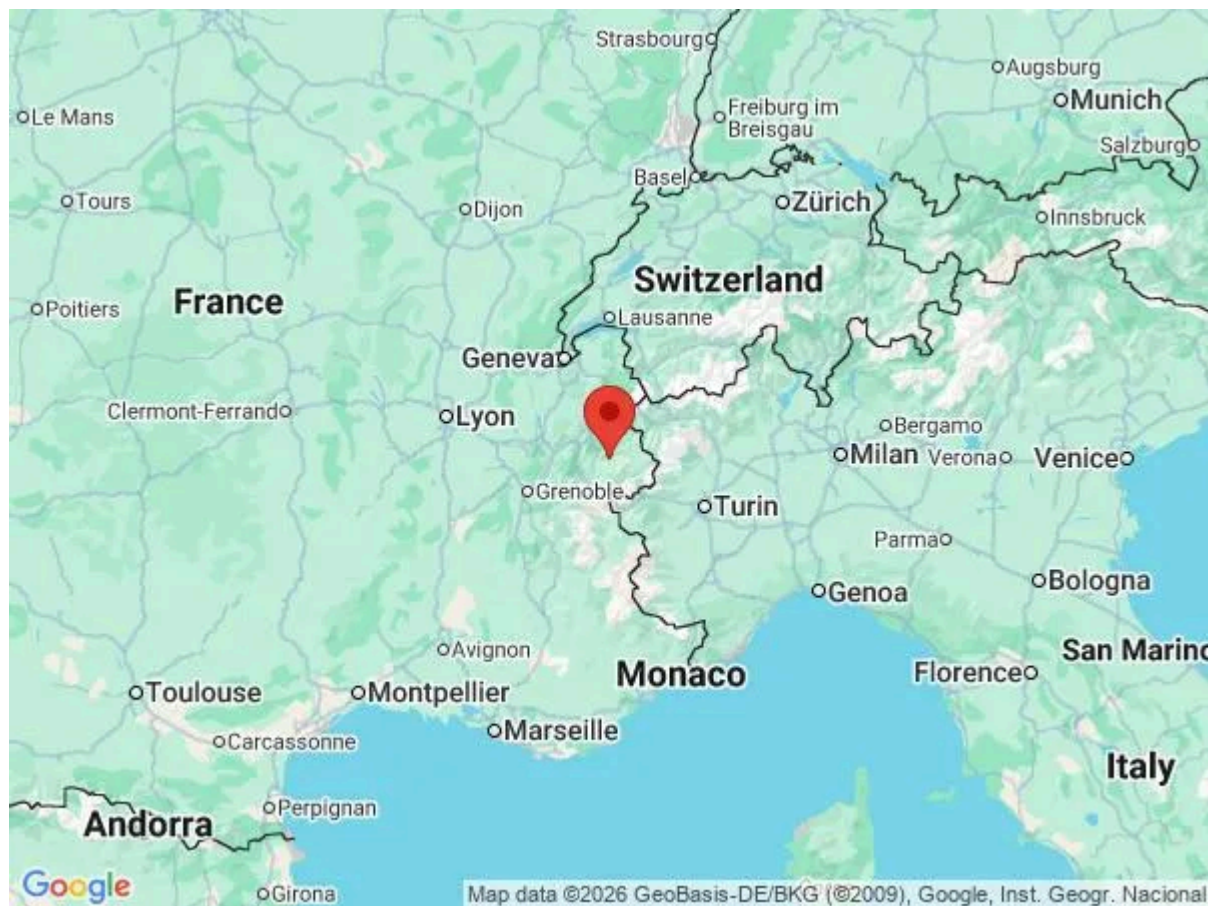 Strasbourg
Augsburg
Munich
Le Mans
Freiburg im
Breisgau
Salzburg
Basel
Tours
Zürich
Dijon
Innsbruck
Switzerland
France
Poitiers
Lausanne
Geneva
Clermont-Ferrand
Lyon
Bergamo
Milan
Verona
Venice
Grenoble
Turin
Parma
Bologna
Genoa
Avignon
San Marino
Monaco
Florence
Toulouse
Montpellier
Marseille
Carcassonne
Italy
Perpignan
Andorra
Google
Girona
Map data ©2026 GeoBasis-DE/BKG (©2009), Google, Inst. Geogr. Nacional